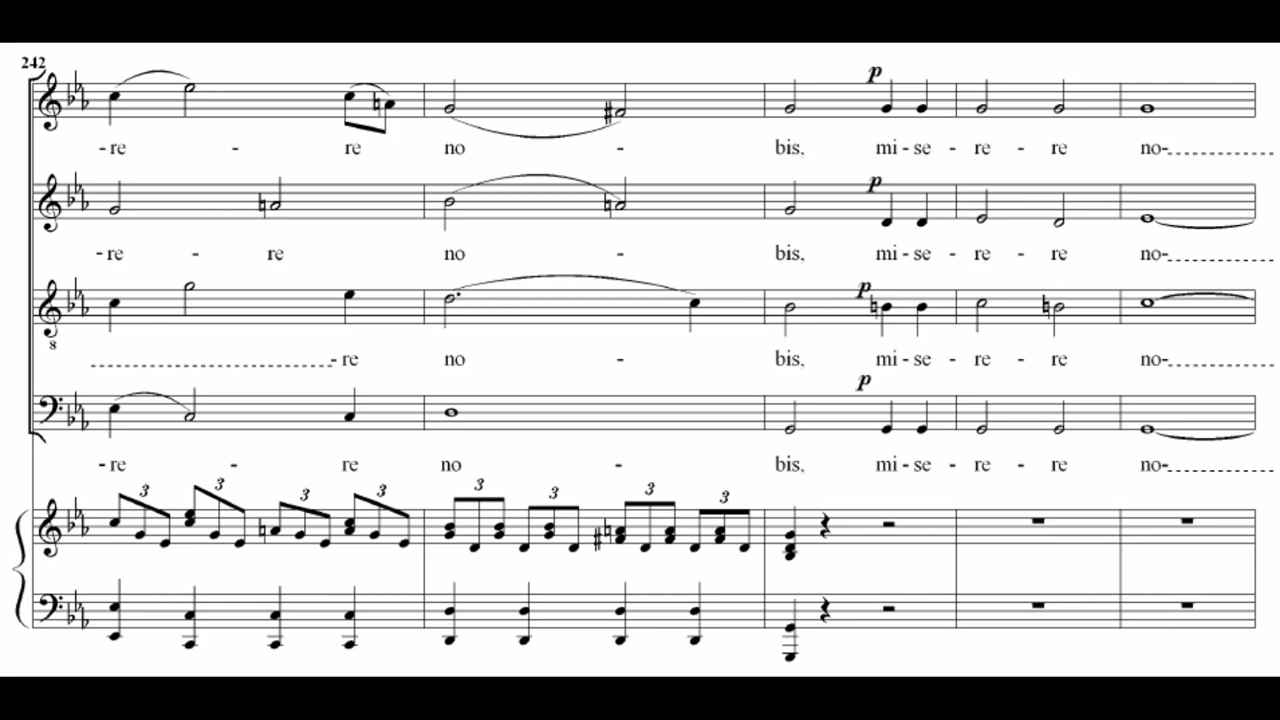 242
p
-re - re no - bis, mi - se - re - re no-
p
-re - re no - bis, mi - se - re - re no-
p
8
- re no - bis, mi - se - re - re no-
p
-re - re no - bis, mi - se - re - re no-
3 3 3 3 3 3 3 3